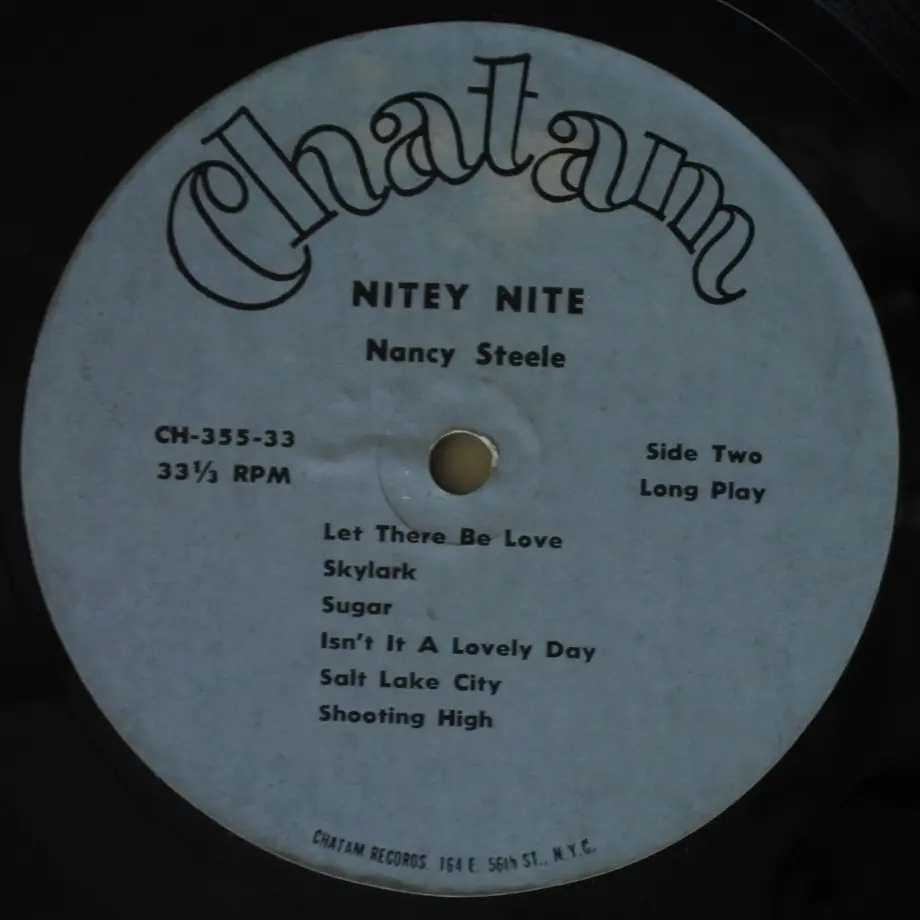 Chatam
NITEY NITE
Nancy Steele
CH-355-33
33⅓ RPM
Side Two
Long Play
Let There Be Love
Skylark
Sugar
Isn't It A Lovely Day
Salt Lake City
Shooting High
CHATAM RECORDS. 164 E. 56th ST., N.Y.C.